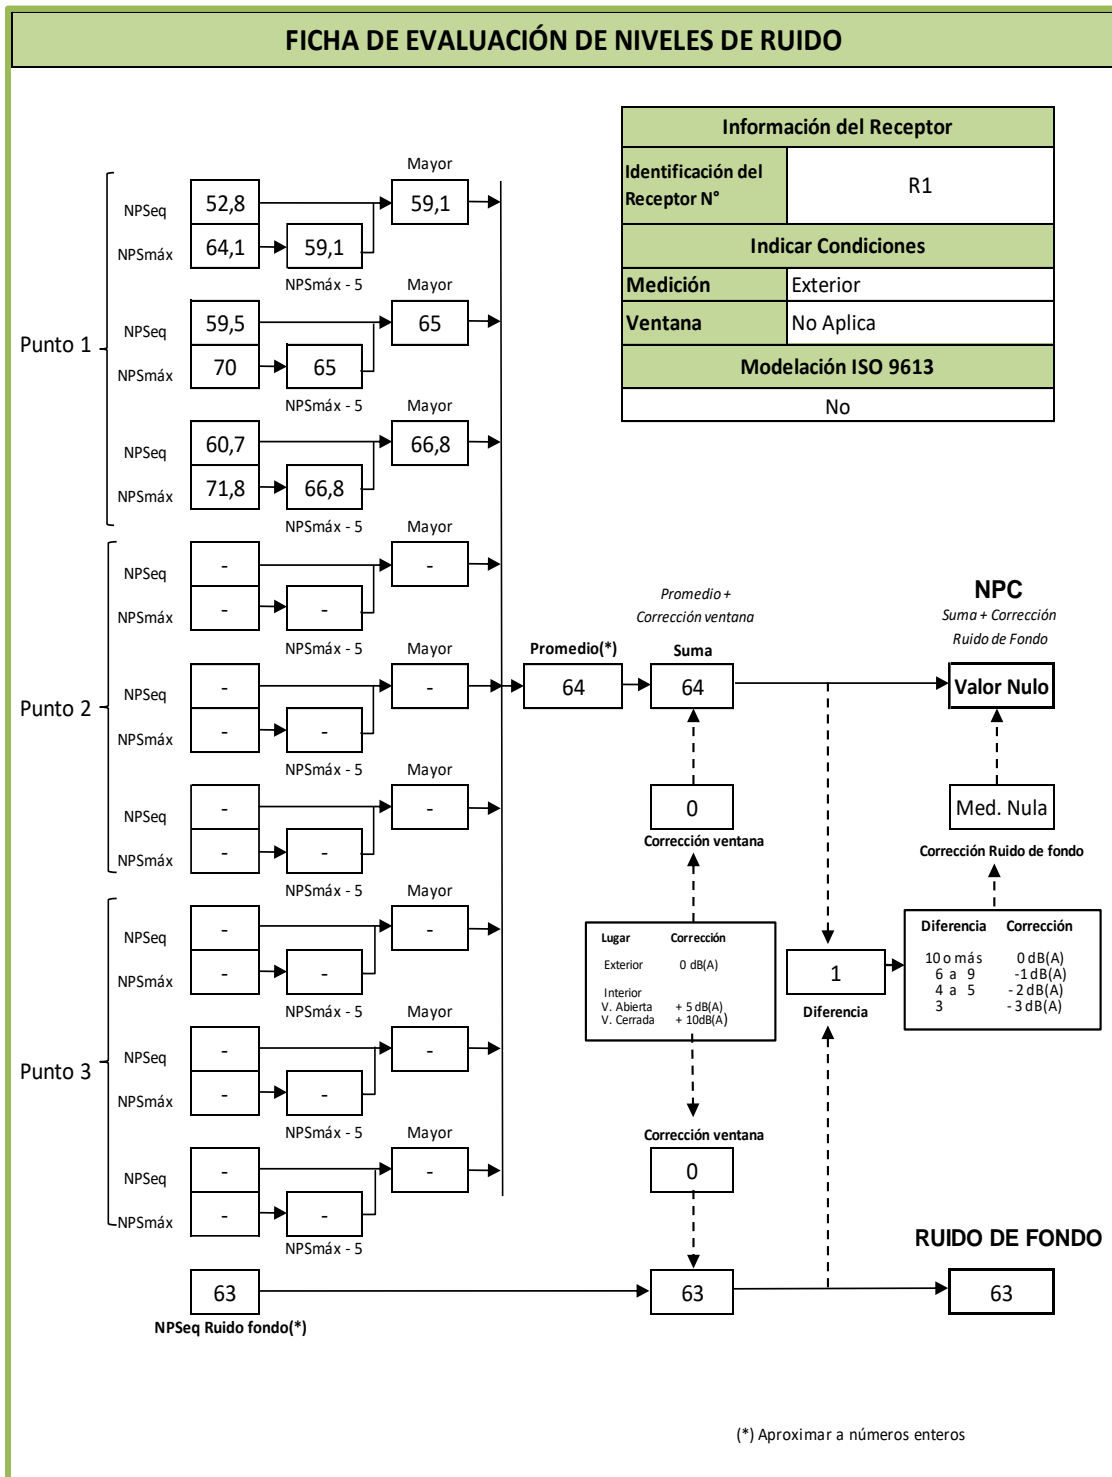 FICHA DE EVALUACIÓN DE NIVELES DE RUIDO
Información del Receptor
Identificación del Receptor N°
R1
Indicar Condiciones
Medición
Exterior
Ventana
No Aplica
Modelación ISO 9613
No
Punto 1
Mayor
NPSeq
52,8
59,1
NPSmáx
64,1
59,1
NPSmáx - 5
Mayor
NPSeq
59,5
65
NPSmáx
70
65
NPSmáx - 5
Mayor
NPSeq
60,7
66,8
NPSmáx
71,8
66,8
NPSmáx - 5
Punto 2
Mayor
NPSeq
-
-
NPSmáx
-
-
NPSmáx - 5
Mayor
NPSeq
-
-
NPSmáx
-
-
NPSmáx - 5
Mayor
NPSeq
-
-
NPSmáx
-
-
NPSmáx - 5
Punto 3
Mayor
NPSeq
-
-
NPSmáx
-
-
NPSmáx - 5
Mayor
NPSeq
-
-
NPSmáx
-
-
NPSmáx - 5
Mayor
NPSeq
-
-
NPSmáx
-
-
NPSmáx - 5
Promedio(*)
64
Promedio +
Corrección ventana
Suma
64
NPC
Suma + Corrección
Ruido de Fondo
Valor Nulo
0
Corrección ventana
Med. Nula
Corrección Ruido de fondo
Lugar Corrección
Exterior 0 dB(A)
Interior
V. Abierta + 5 dB(A)
V. Cerrada + 10dB(A)
1
Diferencia
Diferencia Corrección
10 o más 0 dB(A)
6 a 9 -1 dB(A)
4 a 5 - 2 dB(A)
3 - 3 dB(A)
Corrección ventana
0
63
NPSeq Ruido fondo(*)
63
RUIDO DE FONDO
63
(*) Aproximar a números enteros